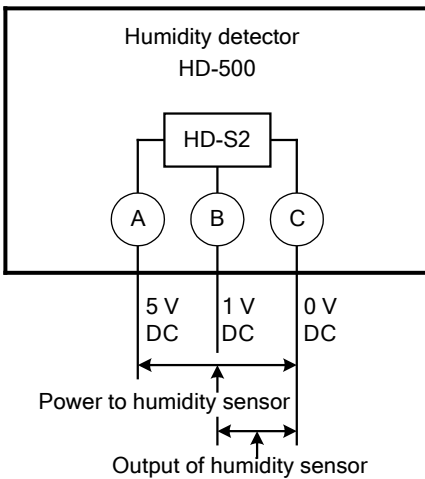 Humidity detector
HD-500
HD-S2
A
B
C
5 V
DC
1 V
DC
0 V
DC
Power to humidity sensor
Output of humidity sensor